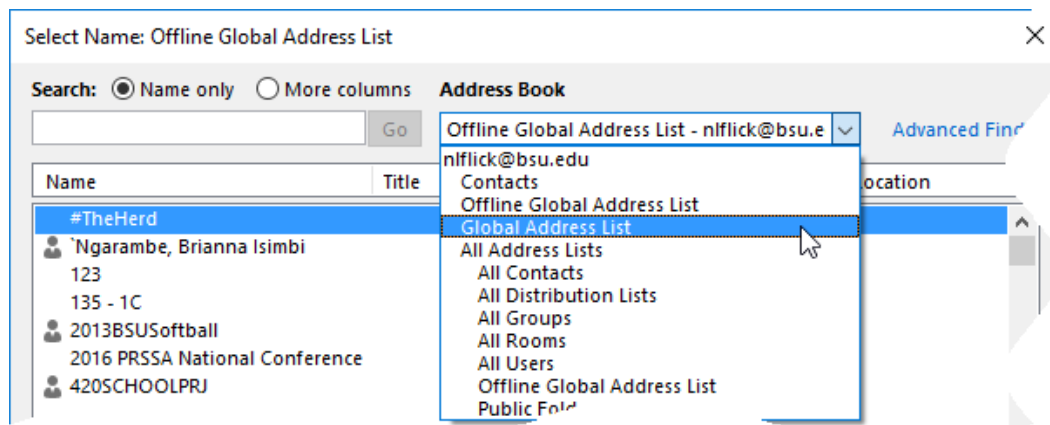 Select Name: Offline Global Address List
Search: Name only More columns Address Book
Go Offline Global Address List - nlflick@bsu.e Advanced Find
nlflick@bsu.edu
Contacts
Offline Global Address List
Global Address List
All Address Lists
All Contacts
All Distribution Lists
All Groups
All Rooms
All Users
Offline Global Address List
Public
Name Title
#TheHerd
`Ngarambe, Brianna Isimbi
123
135 - 1C
2013BSUSoftball
2016 PRSSA National Conference
420SCHOOLPRJ